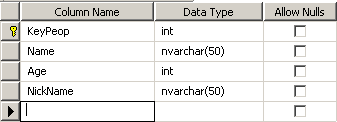 Column Name Data Type Allow Nulls
KeyPeop int
Name nvarchar(50)
Age int
NickName nvarchar(50)